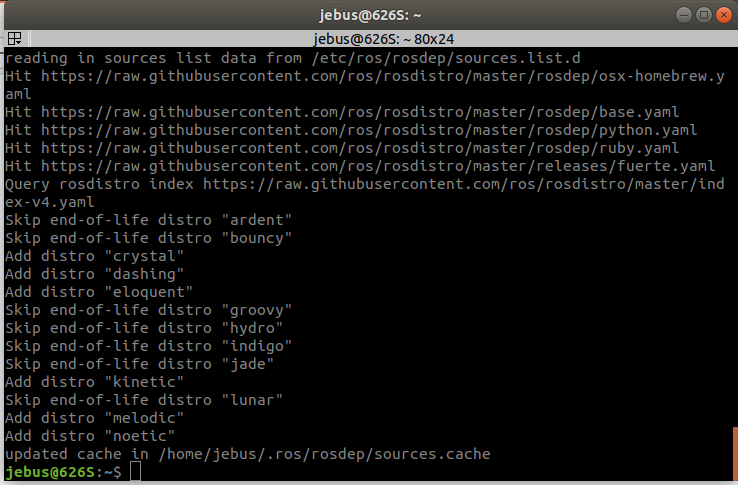 jebus@626S: ~
jebus@626S: ~ 80x24
reading in sources list data from /etc/ros/rosdep/sources.list.d
Hit https://raw.githubusercontent.com/ros/rosdistro/master/rosdep/osx-homebrew.y
aml
Hit https://raw.githubusercontent.com/ros/rosdistro/master/rosdep/base.yaml
Hit https://raw.githubusercontent.com/ros/rosdistro/master/rosdep/python.yaml
Hit https://raw.githubusercontent.com/ros/rosdistro/master/rosdep/ruby.yaml
Hit https://raw.githubusercontent.com/ros/rosdistro/master/releases/fuerte.yaml
Query rosdistro index https://raw.githubusercontent.com/ros/rosdistro/master/ind
ex-v4.yaml
Skip end-of-life distro "ardent"
Skip end-of-life distro "bouncy"
Add distro "crystal"
Add distro "dashing"
Add distro "eloquent"
Skip end-of-life distro "groovy"
Skip end-of-life distro "hydro"
Skip end-of-life distro "indigo"
Skip end-of-life distro "jade"
Add distro "kinetic"
Skip end-of-life distro "lunar"
Add distro "melodic"
Add distro "noetic"
updated cache in /home/jebus/.ros/rosdep/sources.cache
jebus@626S:~$